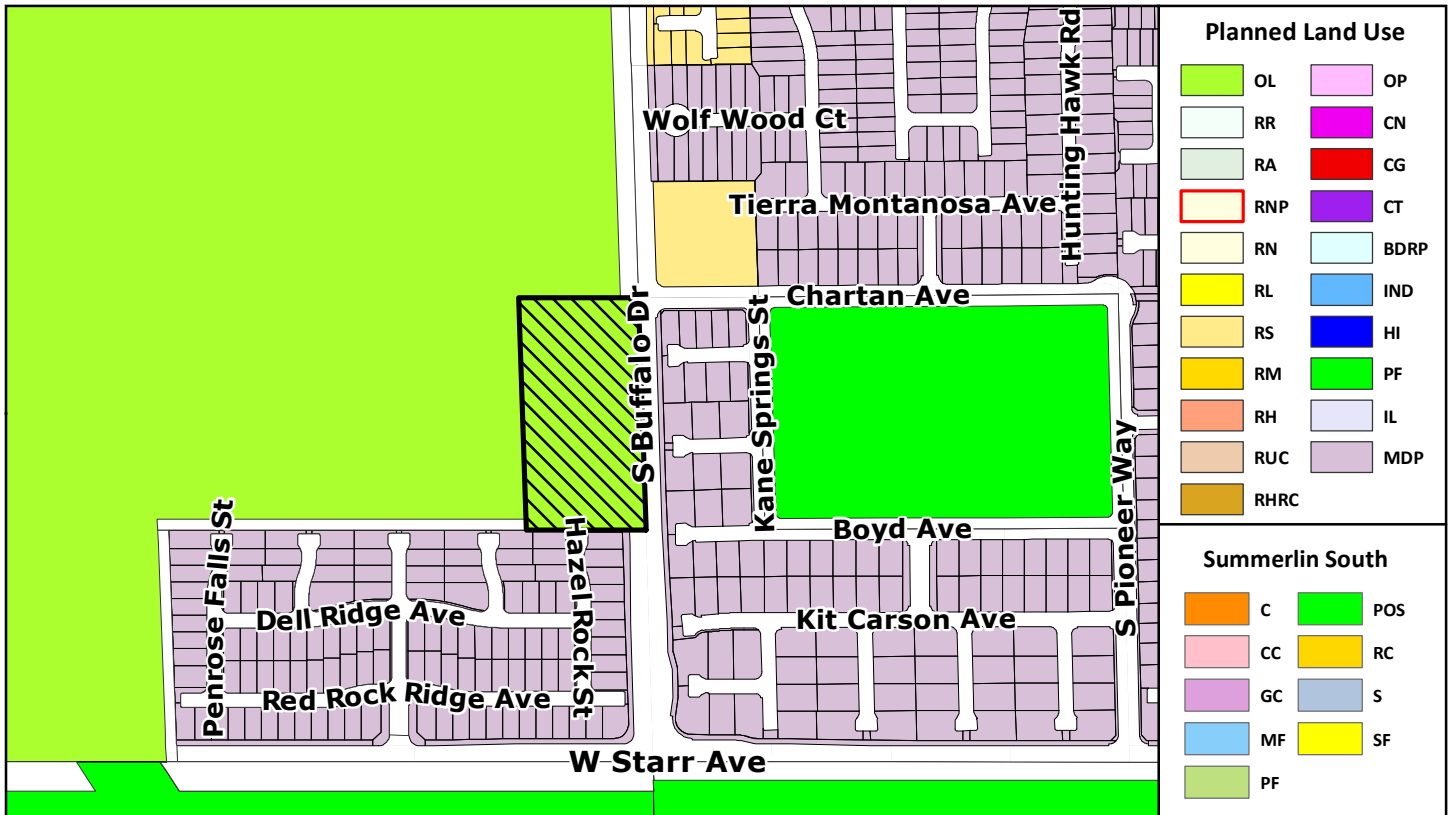 Wolf Wood Ct
Hunting Hawk Rd
Tierra Montanosa Ave
Chartan Ave
S Buffalo Dr
Kane Springs St
S Pioneer Way
Boyd Ave
Penrose Falls St
Hazel Rock St
Dell Ridge Ave
Kit Carson Ave
Red Rock Ridge Ave
W Starr Ave
Planned Land Use
OL
OP
RR
CN
RA
CG
RNP
CT
RN
BDRP
RL
IND
RS
HI
RM
PF
RH
IL
RUC
MDP
RHRC
Summerlin South
C
POS
CC
RC
GC
S
MF
SF
PF